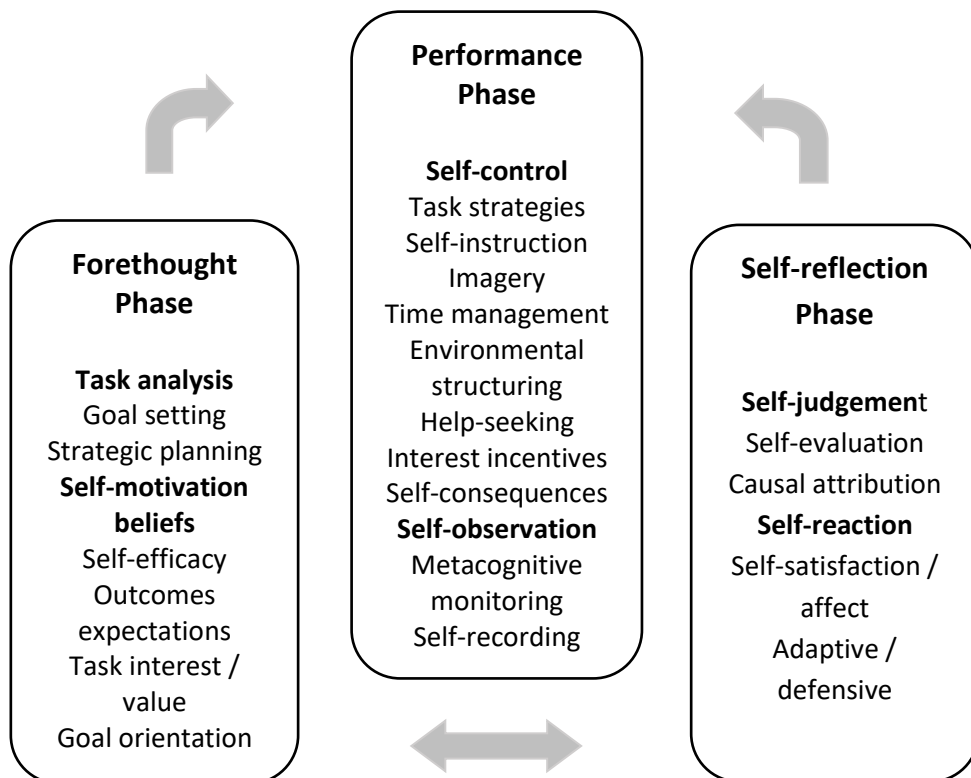 Forethought
Phase
Task analysis
Goal setting
Strategic planning
Self-motivation
beliefs
Self-efficacy
Outcomes
expectations
Task interest /
value
Goal orientation
Performance
Phase
Self-control
Task strategies
Self-instruction
Imagery
Time management
Environmental
structuring
Help-seeking
Interest incentives
Self-consequences
Self-observation
Metacognitive
monitoring
Self-recording
Self-reflection
Phase
Self-judgement
Self-evaluation
Causal attribution
Self-reaction
Self-satisfaction /
affect
Adaptive /
defensive